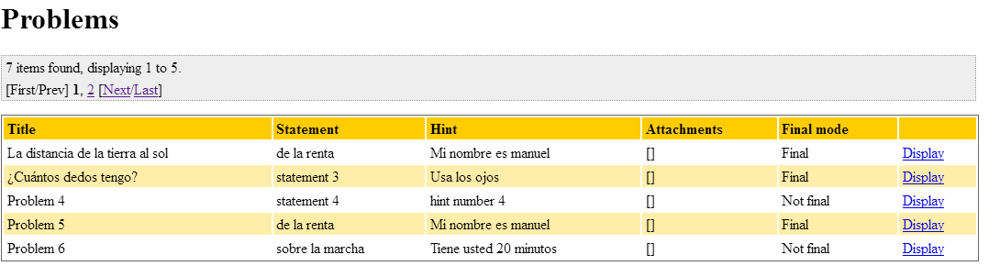 Problems
7 items found, displaying 1 to 5.
[First/Prev] 1, 2 [Next/Last]
Title Statement Hint Attachments Final mode
La distancia de la tierra al sol de la renta Mi nombre es manuel [] Final Display
¿Cuántos dedos tengo? statement 3 Usa los ojos [] Final Display
Problem 4 statement 4 hint number 4 [] Not final Display
Problem 5 de la renta Mi nombre es manuel [] Final Display
Problem 6 sobre la marcha Tiene usted 20 minutos [] Not final Display